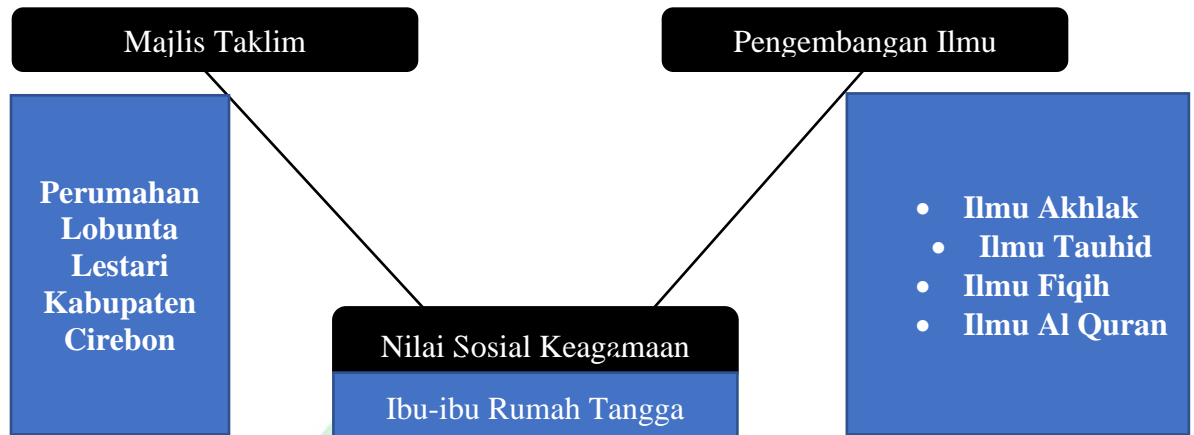 Majlis Taklim
Pengembangan Ilmu
Perumahan
Lobunta
Lestari
Kabupaten
Cirebon
• Ilmu Akhlak
• Ilmu Tauhid
• Ilmu Fiqih
• Ilmu Al Quran
Nilai Sosial Keagamaan
Ibu-ibu Rumah Tangga